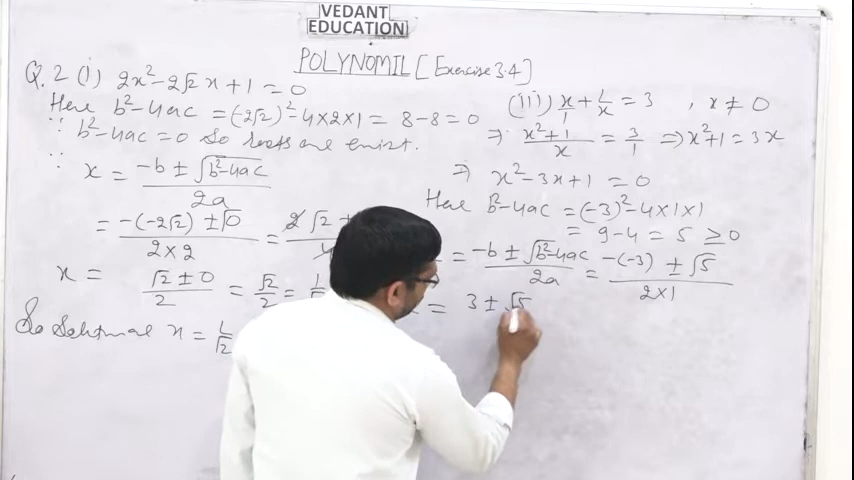 VEDANT
EDUCATION
POLYNOMIL [Exercise 3.4]
Q.2 (i) 2x² - 2√2 x + 1 = 0
Here b² - 4ac = (-2√2)² - 4×2×1 = 8 - 8 = 0
∵ b² - 4ac = 0 So roots are exist.
∵ x = (-b ± √(b² - 4ac))/2a
= (-(-2√2) ± √0)/(2×2) = 2√2 ±
x = (√2 ± 0)/2 = √2/2 = 1/
So x = 1/√2
(iii) x/1 + 1/x = 3 , x ≠ 0
⇒ (x² + 1)/x = 3/1 ⇒ x² + 1 = 3x
⇒ x² - 3x + 1 = 0
Here b² - 4ac = (-3)² - 4×1×1
= 9 - 4 = 5 ≥ 0
= (-b ± √(b² - 4ac))/2a = (-(-3) ± √5)/(2×1)
= 3 ± √5